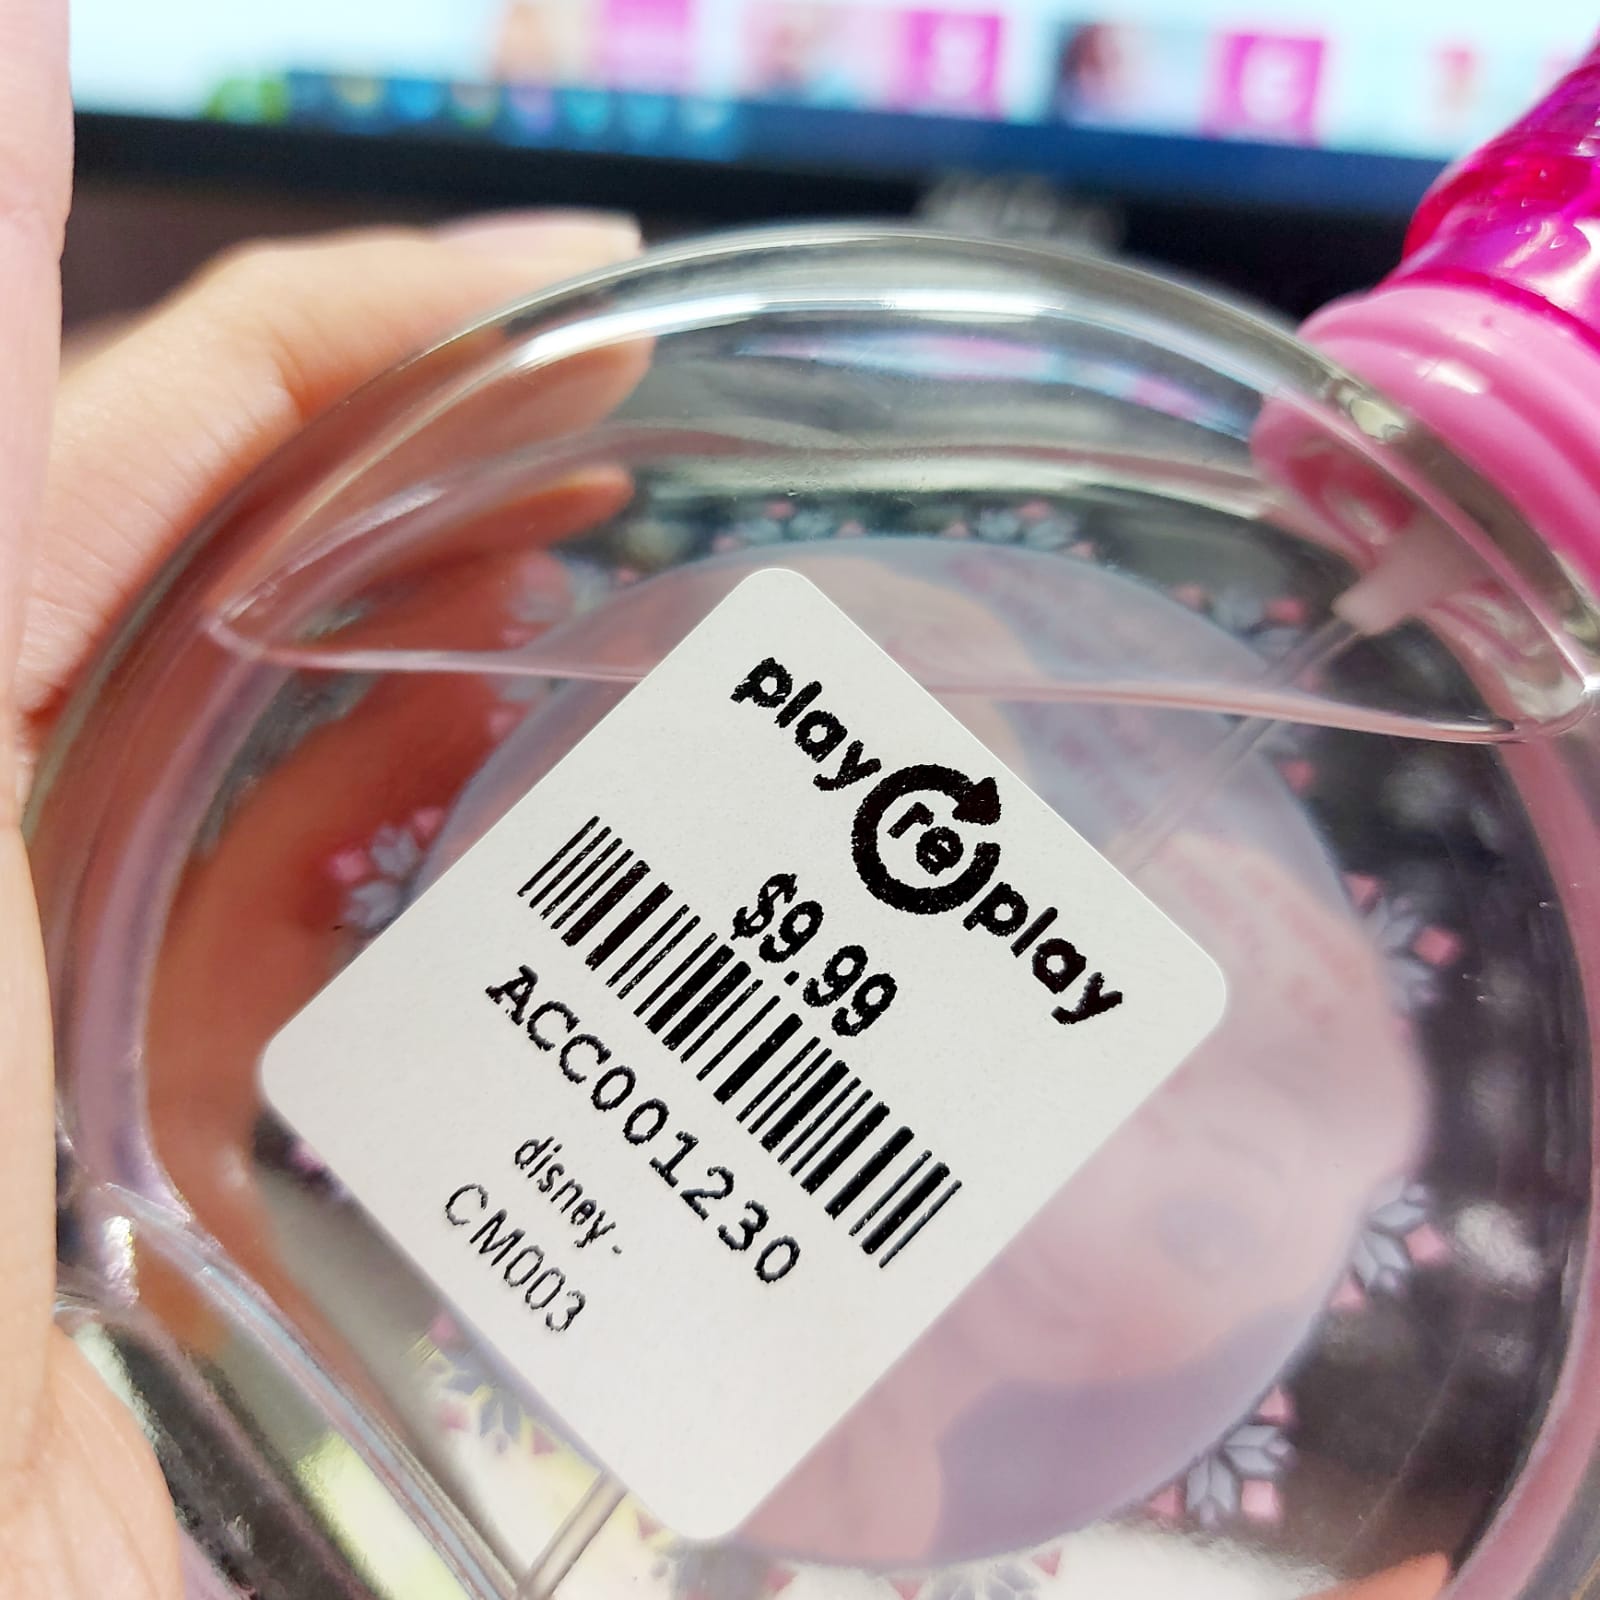 play re play
$9.99
ACC001230
disney-
CM003